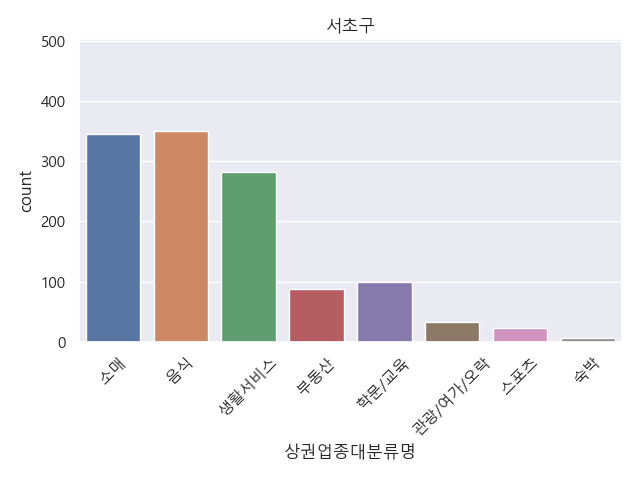 서초구
500
400
300
200
100
0
count
소매
음식
생활서비스
부동산
학문/교육
관광/여가/오락
스포츠
숙박
상권업종대분류명